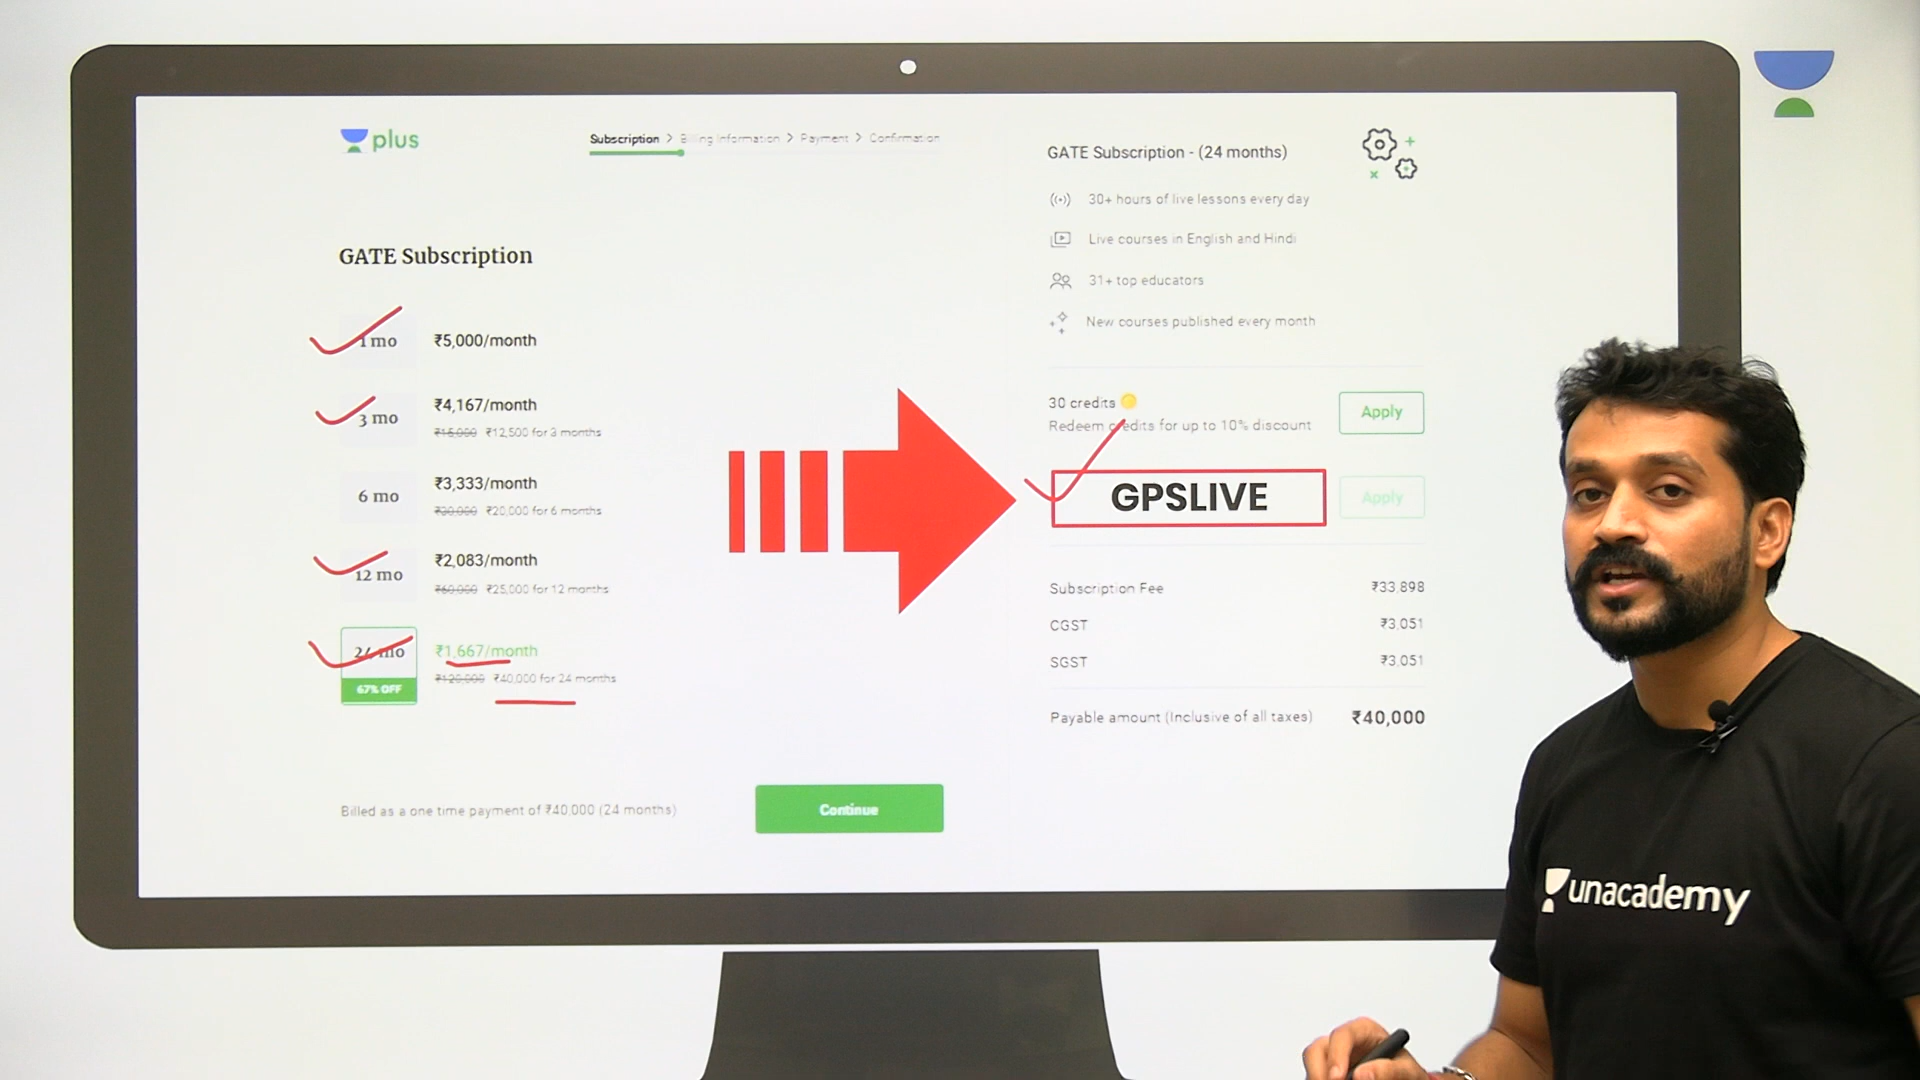 plus
Subscription > Billing Information > Payment > Confirmation
GATE Subscription
1 mo
₹5,000/month
3 mo
₹4,167/month
₹15,000 ₹12,500 for 3 months
6 mo
₹3,333/month
₹30,000 ₹20,000 for 6 months
12 mo
₹2,083/month
₹60,000 ₹25,000 for 12 months
24 mo
67% OFF
₹1,667/month
₹120,000 ₹40,000 for 24 months
Billed as a one time payment of ₹40,000 (24 months)
Continue
GATE Subscription - (24 months)
30+ hours of live lessons every day
Live courses in English and Hindi
31+ top educators
New courses published every month
30 credits
Redeem credits for up to 10% discount
Apply
GPSLIVE
Apply
Subscription Fee ₹33,898
CGST ₹3,051
SGST ₹3,051
Payable amount (Inclusive of all taxes) ₹40,000
unacademy